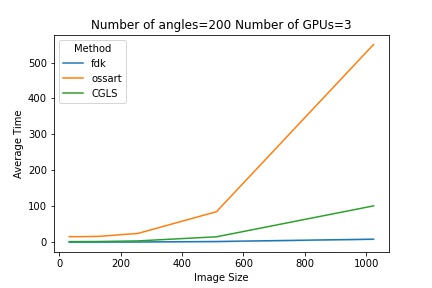 Number of angles=200 Number of GPUs=3
Method
fdk
ossart
CGLS
500
400
300
200
100
0
Average Time
0 200 400 600 800 1000
Image Size